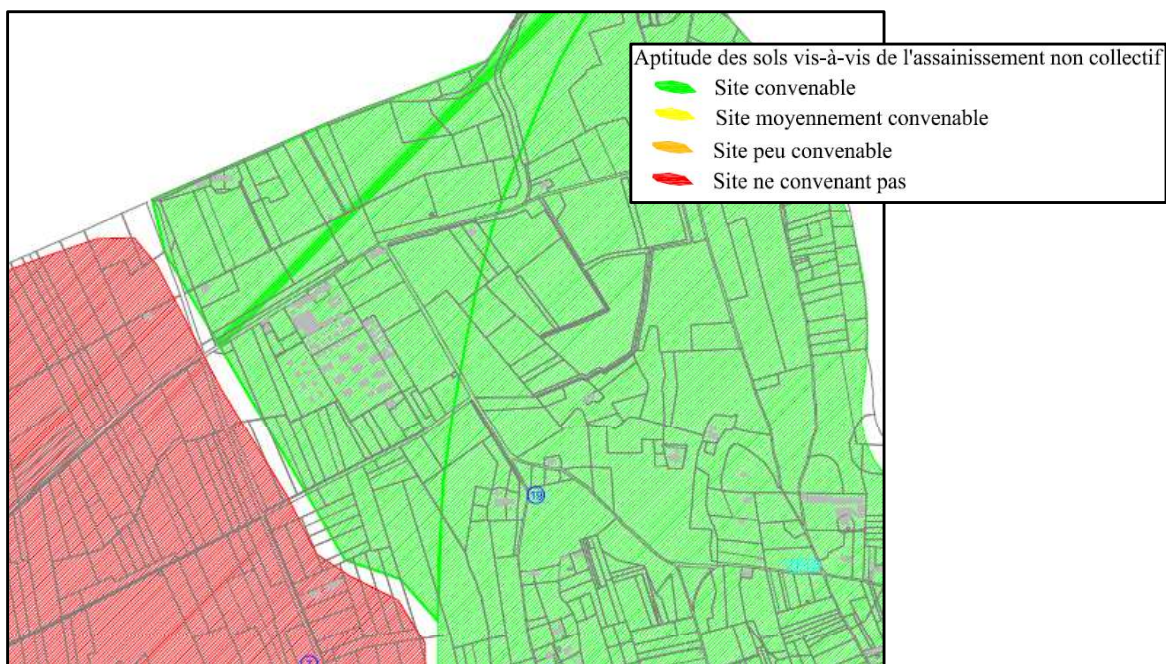 Aptitude des sols vis-à-vis de l'assainissement non collectif
Site convenable
Site moyennement convenable
Site peu convenable
Site ne convenant pas
19